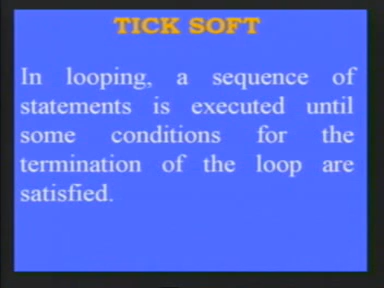 TICK SOFT
In looping, a sequence of
statements is executed until
some conditions for the
termination of the loop are
satisfied.